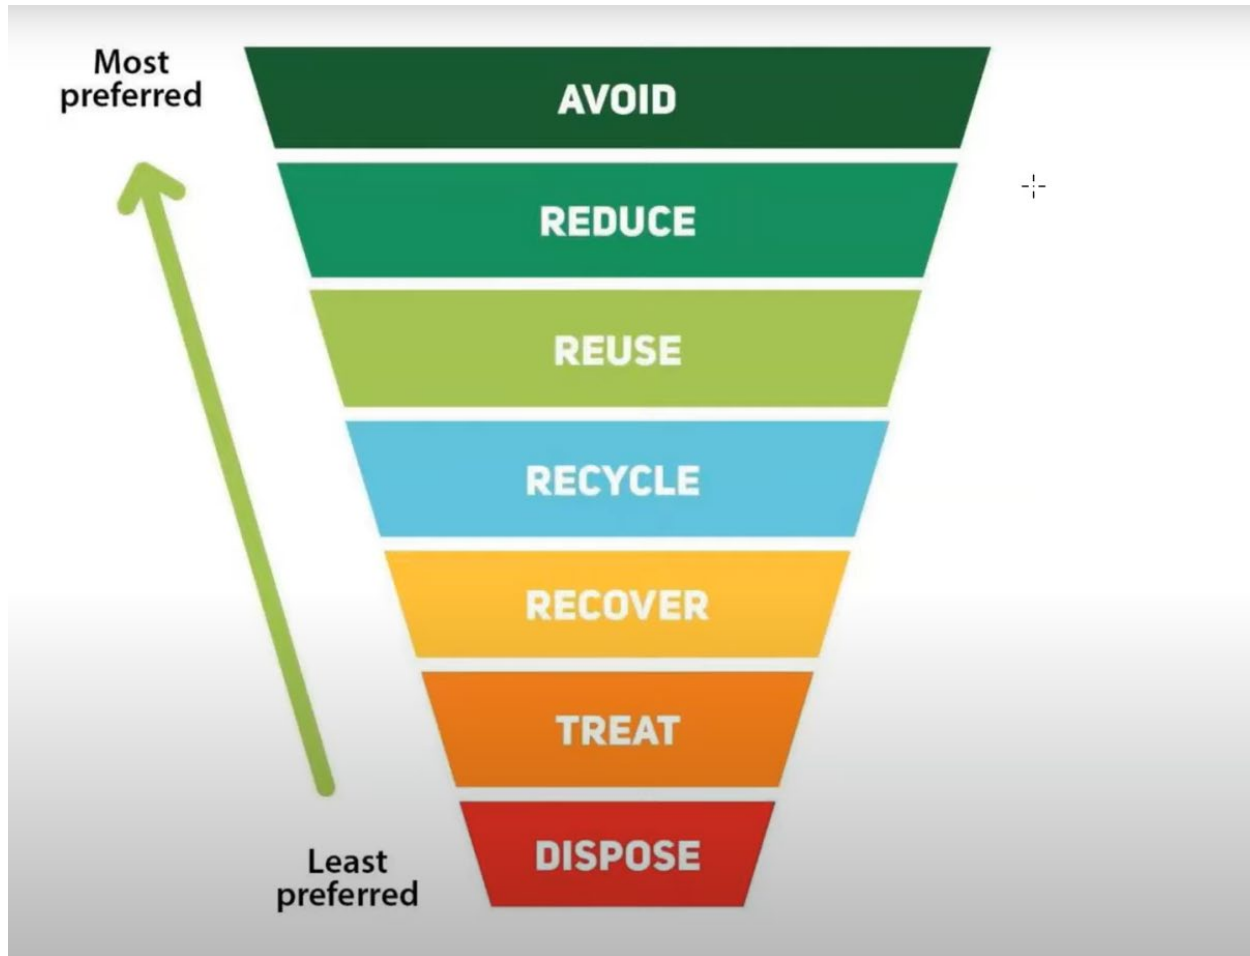 Most
preferred
AVOID
REDUCE
REUSE
RECYCLE
RECOVER
TREAT
DISPOSE
Least
preferred